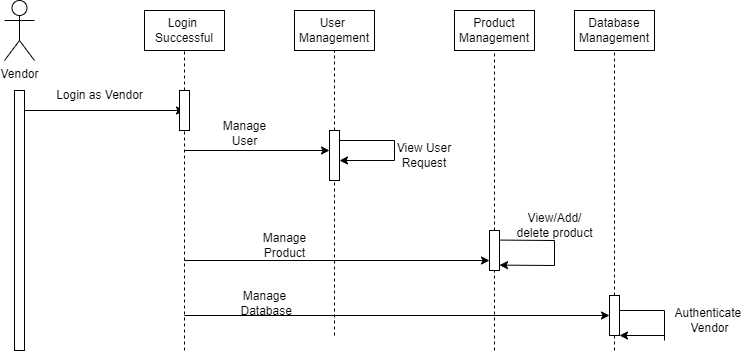 Login
Successful
User
Management
Product
Management
Database
Management
Vendor
Login as Vendor
Manage
User
View User
Request
View/Add/
delete product
Manage
Product
Manage
Database
Authenticate
Vendor